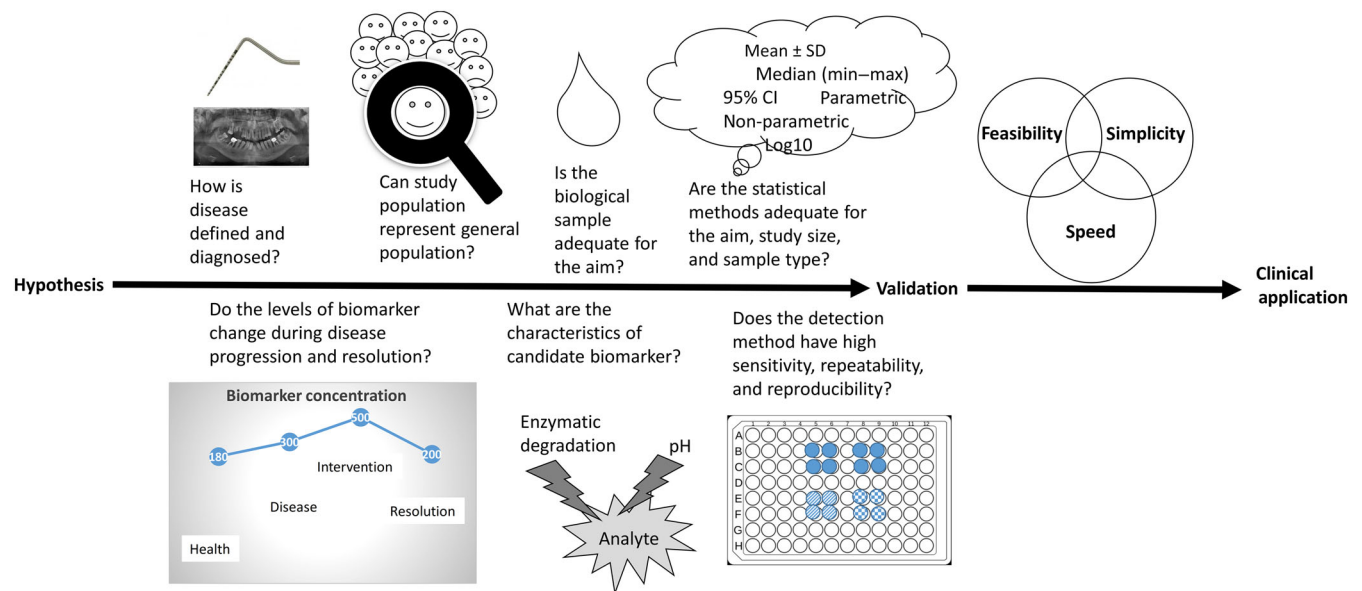 Mean ± SD
Median (min–max)
95% CI Parametric
Non-parametric
Log10
Feasibility
Simplicity
Speed
How is
disease
defined and
diagnosed?
Can study
population
represent general
population?
Is the
biological
sample
adequate for
the aim?
Are the statistical
methods adequate for
the aim, study size,
and sample type?
Hypothesis
Validation
Clinical
application
Do the levels of biomarker
change during disease
progression and resolution?
What are the
characteristics of
candidate biomarker?
Does the detection
method have high
sensitivity, repeatability,
and reproducibility?
Biomarker concentration
180
300
500
200
Intervention
Disease
Resolution
Health
Enzymatic
degradation
pH
Analyte
1 2 3 4 5 6 7 8 9 10 11 12
A
B
C
D
E
F
G
H